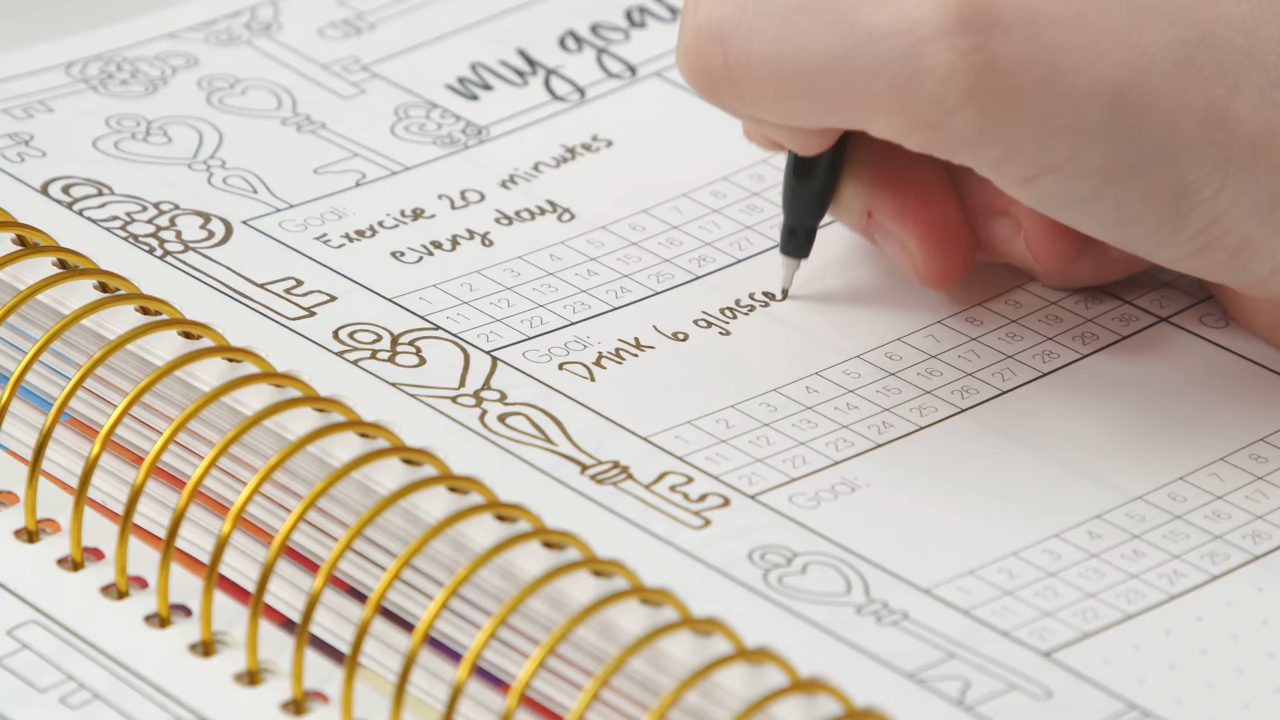 my goal
Goal:
Exercise 20 minutes
every day
1 2 3 4 5 6 7 8 9
11 12 13 14 15 16 17 18
21 22 23 24 25 26 27
Goal:
Drink 6 glasse
1 2 3 4 5 6 7 8 9
11 12 13 14 15 16 17 18 19 20
21 22 23 24 25 26 27 28 29 30
21
Goal:
1 2 3 4 5 6 7 8
11 12 13 14 15 16 17
21 22 23 24 25 26